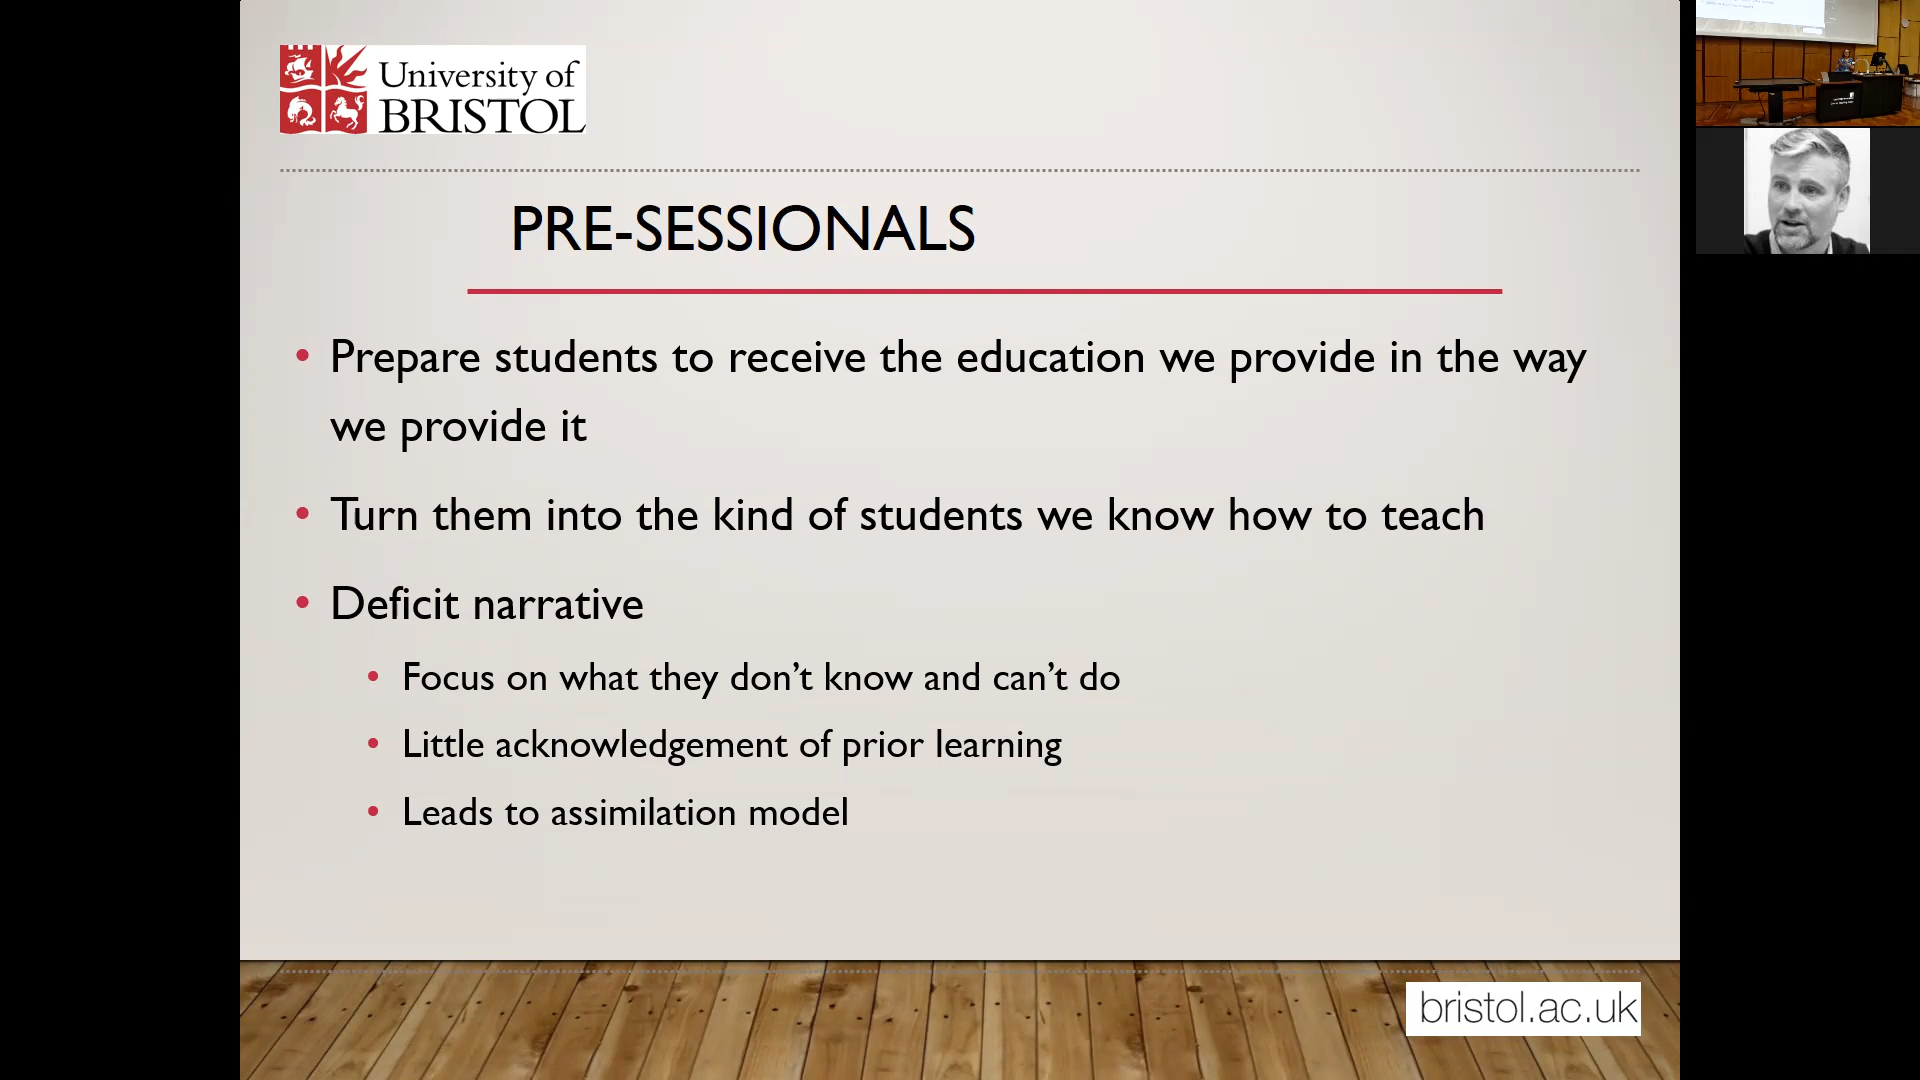 University of
BRISTOL
PRE-SESSIONALS
• Prepare students to receive the education we provide in the way
we provide it
• Turn them into the kind of students we know how to teach
• Deficit narrative
• Focus on what they don’t know and can’t do
• Little acknowledgement of prior learning
• Leads to assimilation model
bristol.ac.uk